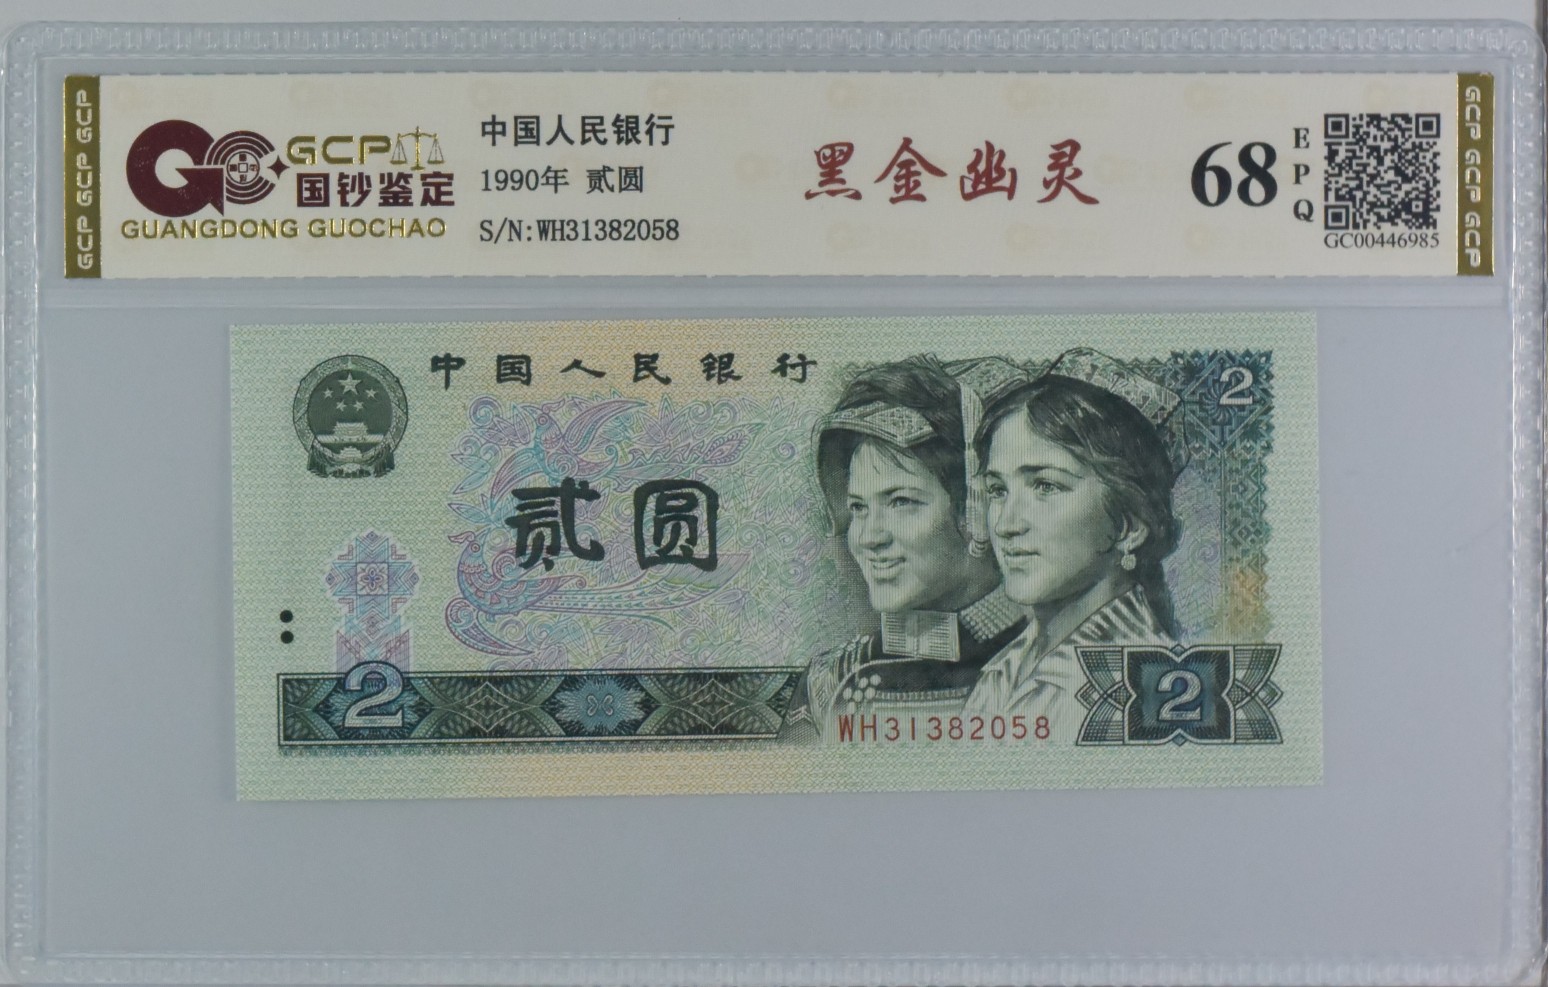 GCP GCP GCP
GCP
国钞鉴定
GUANGDONG GUOCHAO
中国人民银行
1990年 贰圆
S/N:WH31382058
黑金幽灵
68
EPQ
GC00446985
GCP GCP GCP
中国人民银行
2
贰圆
2
2
WH31382058